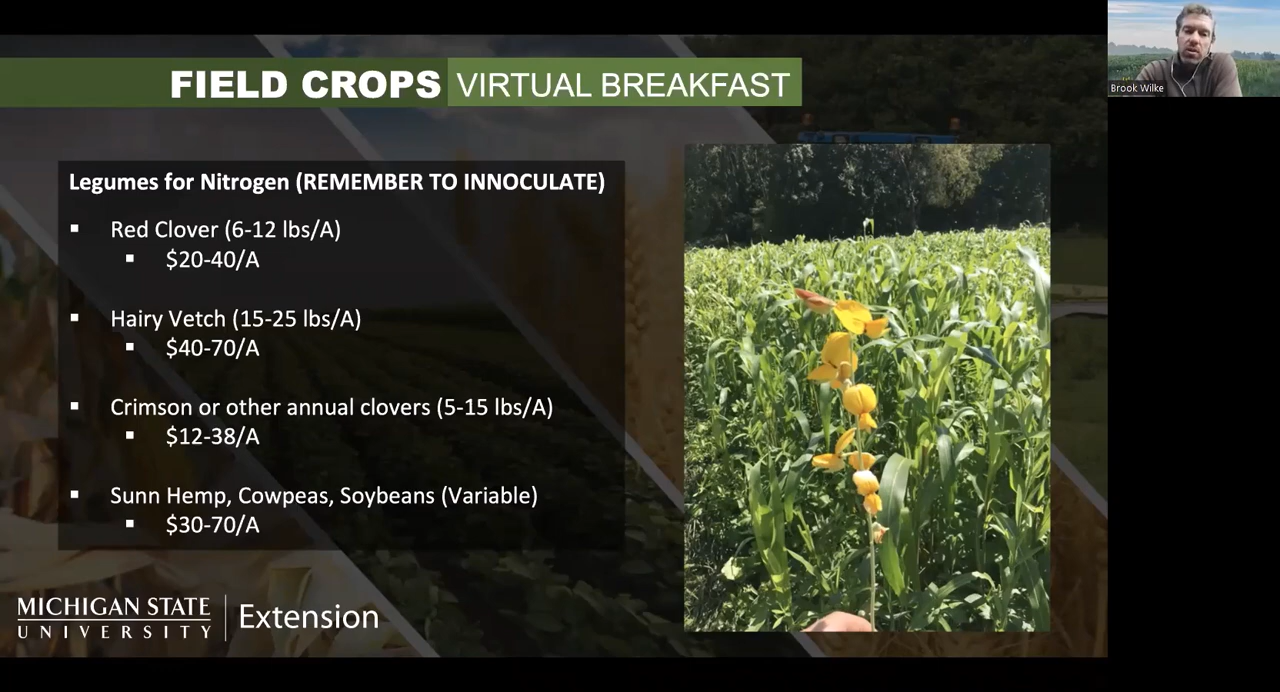 FIELD CROPS VIRTUAL BREAKFAST
Brook Wilke
Legumes for Nitrogen (REMEMBER TO INNOCULATE)
▪ Red Clover (6-12 lbs/A)
▪ $20-40/A
▪ Hairy Vetch (15-25 lbs/A)
▪ $40-70/A
▪ Crimson or other annual clovers (5-15 lbs/A)
▪ $12-38/A
▪ Sunn Hemp, Cowpeas, Soybeans (Variable)
▪ $30-70/A
MICHIGAN STATE
UNIVERSITY
Extension